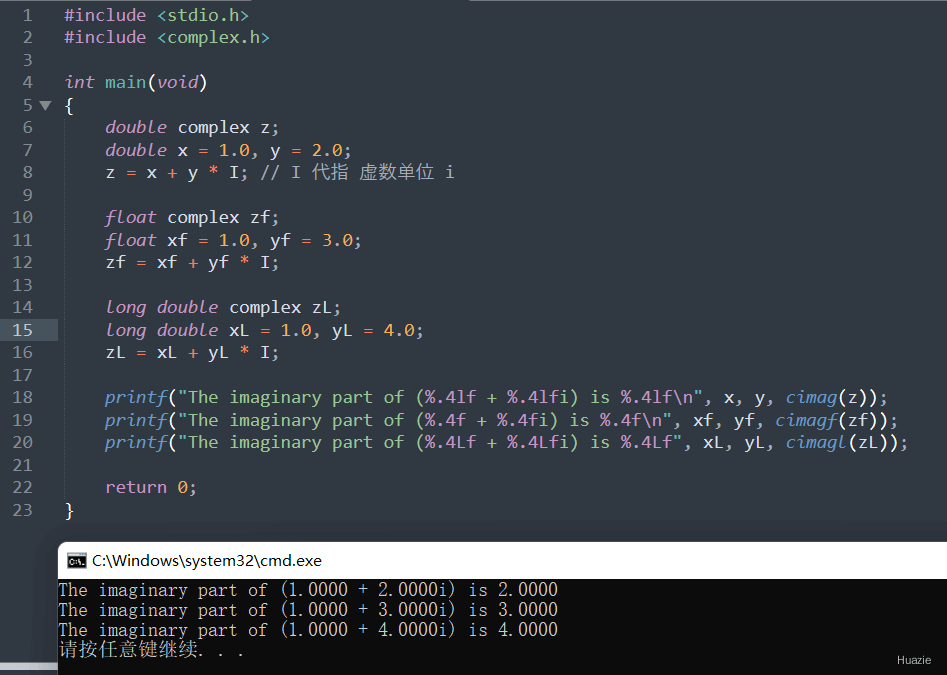 1 #include <stdio.h>
2 #include <complex.h>
3
4 int main(void)
5 {
6     double complex z;
7     double x = 1.0, y = 2.0;
8     z = x + y * I; // I 代指 虚数单位 i
9
10     float complex zf;
11     float xf = 1.0, yf = 3.0;
12     zf = xf + yf * I;
13
14     long double complex zL;
15     long double xL = 1.0, yL = 4.0;
16     zL = xL + yL * I;
17
18     printf("The imaginary part of (%.4lf + %.4lfi) is %.4lf\n", x, y, cimag(z));
19     printf("The imaginary part of (%.4f + %.4fi) is %.4f\n", xf, yf, cimagf(zf));
20     printf("The imaginary part of (%.4Lf + %.4Lfi) is %.4Lf", xL, yL, cimagl(zL));
21
22     return 0;
23 }
C:\Windows\system32\cmd.exe
The imaginary part of (1.0000 + 2.0000i) is 2.0000
The imaginary part of (1.0000 + 3.0000i) is 3.0000
The imaginary part of (1.0000 + 4.0000i) is 4.0000
请按任意键继续. . .
Huazie